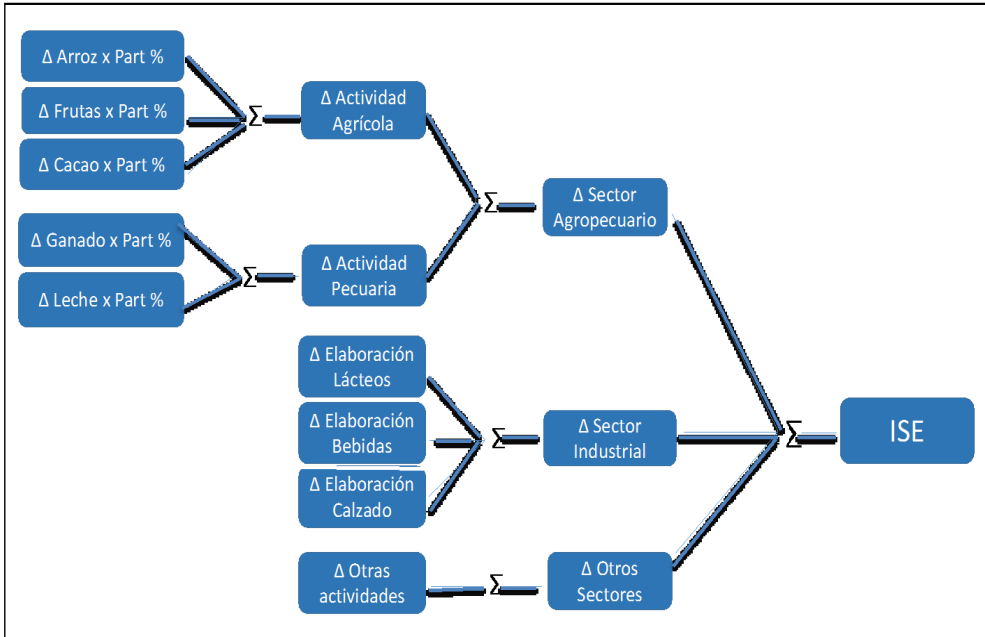 Δ Arroz x Part %
Δ Frutas x Part %
Δ Cacao x Part %
Σ
Δ Actividad
Agrícola
Δ Ganado x Part %
Δ Leche x Part %
Σ
Δ Actividad
Pecuaria
Σ
Δ Sector
Agropecuario
Δ Elaboración
Lácteos
Δ Elaboración
Bebidas
Δ Elaboración
Calzado
Σ
Δ Sector
Industrial
Δ Otras
actividades
Σ
Δ Otros
Sectores
Σ
ISE